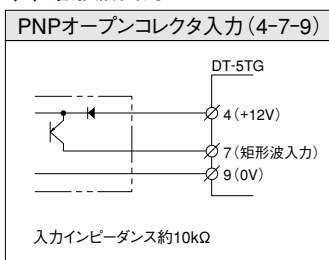 PNPオープンコレクタ入力(4-7-9)
DT-5TG
4(+12V)
7(矩形波入力)
9(0V)
入力インピーダンス約10kΩ